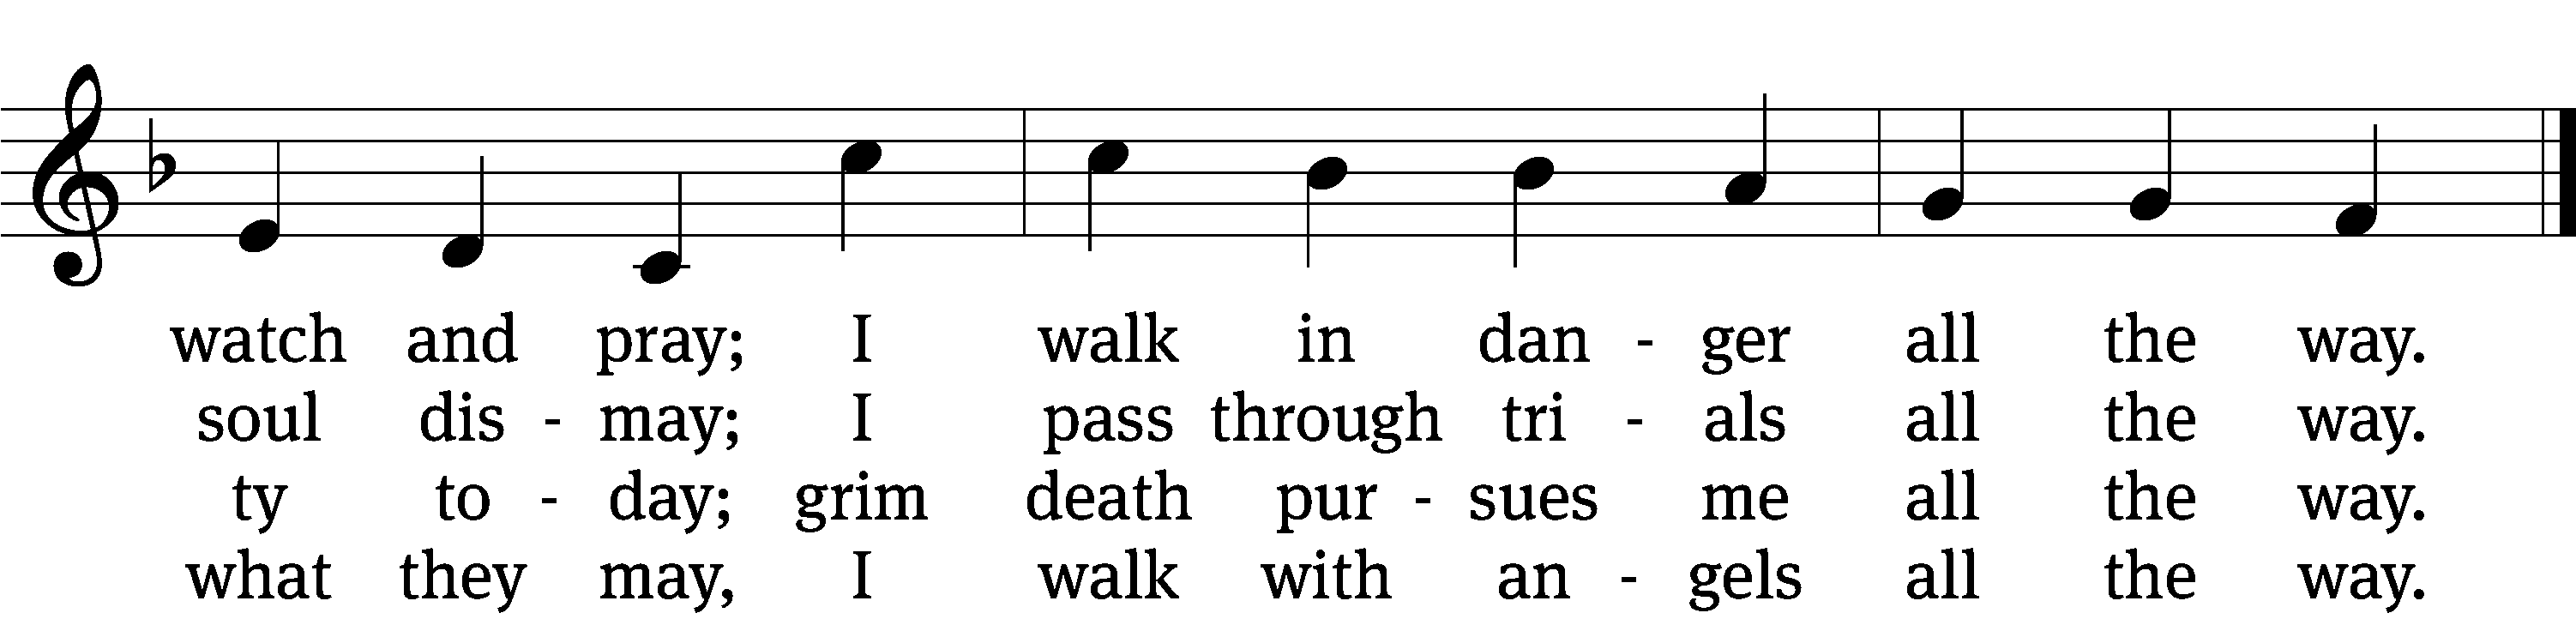 watch and pray; I walk in dan - ger all the way.
soul dis - may; I pass through tri - als all the way.
ty to - day; grim death pur - sues me all the way.
what they may, I walk with an - gels all the way.